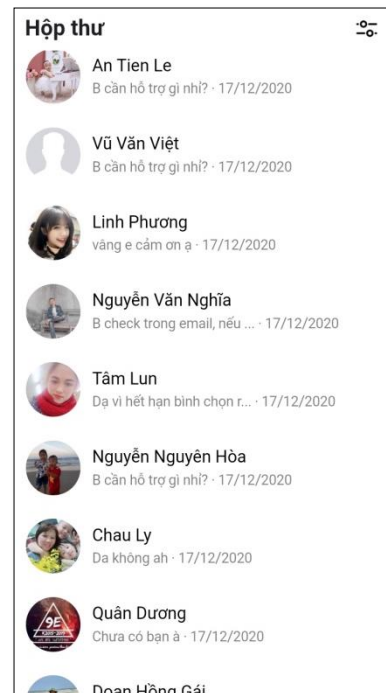 Hộp thư
An Tien Le
B cần hỗ trợ gì nhỉ? · 17/12/2020
Vũ Văn Việt
B cần hỗ trợ gì nhỉ? · 17/12/2020
Linh Phương
vâng e cảm ơn ạ · 17/12/2020
Nguyễn Văn Nghĩa
B check trong email, nếu ... · 17/12/2020
Tâm Lun
Dạ vì hết hạn bình chọn r... · 17/12/2020
Nguyễn Nguyên Hòa
B cần hỗ trợ gì nhỉ? · 17/12/2020
Chau Ly
Da không ah · 17/12/2020
9E
Quân Dương
Chưa có bạn à · 17/12/2020
Doan Hồng Gái